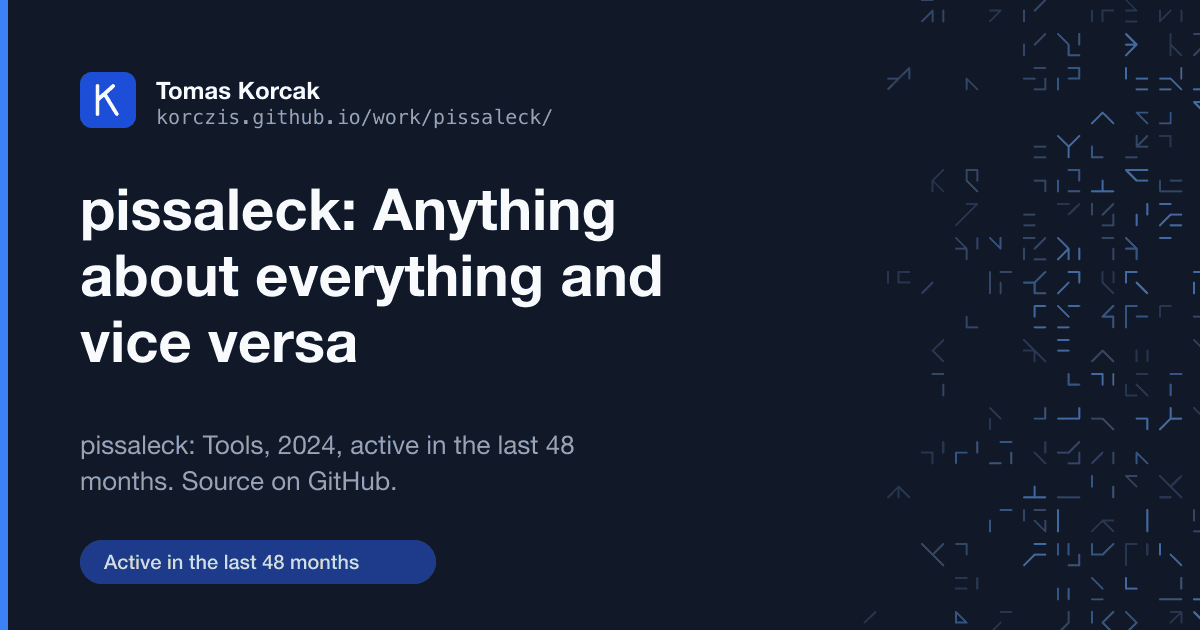 K
Tomas Korcak
korczis.github.io/work/pissaleck/
pissaleck: Anything
about everything and
vice versa
pissaleck: Tools, 2024, active in the last 48
months. Source on GitHub.
Active in the last 48 months